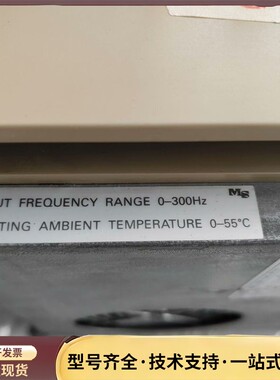 UT FREQUENCY RANGE 0–300Hz
MS
TING AMBIENT TEMPERATURE 0–55°C
开发票
现货
型号齐全·技术支持·一站式